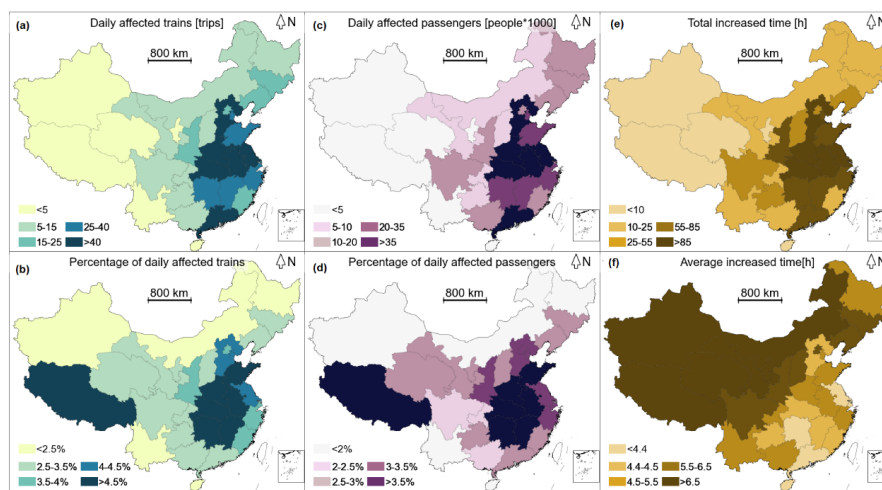 (a) Daily affected trains [trips] N
800 km
<5
5-15 25-40
15-25 >40
(c) Daily affected passengers [people*1000] N
800 km
<5
5-10 20-35
10-20 >35
(e) Total increased time [h] N
800 km
<10
10-25 55-85
25-55 >85
(b) Percentage of daily affected trains N
800 km
<2.5%
2.5-3.5% 4-4.5%
3.5-4% >4.5%
(d) Percentage of daily affected passengers N
800 km
<2%
2-2.5% 3-3.5%
2.5-3% >3.5%
(f) Average increased time[h] N
800 km
<4.4
4.4-4.5 5.5-6.5
4.5-5.5 >6.5